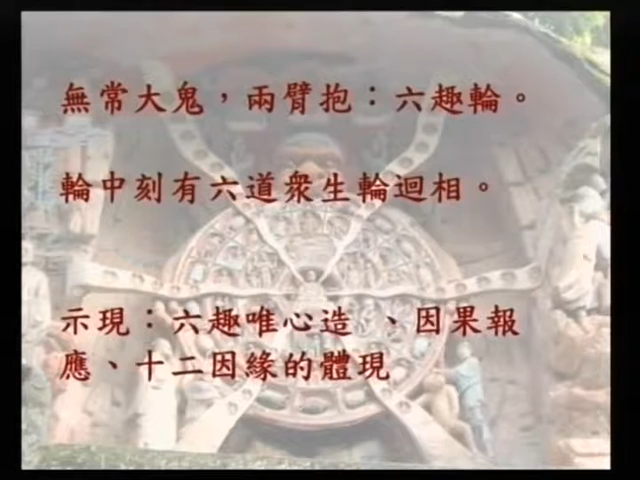 無常大鬼，兩臂抱：六趣輪。
輪中刻有六道眾生輪迴相。
示現：六趣唯心造 、因果報
應、十二因緣的體現